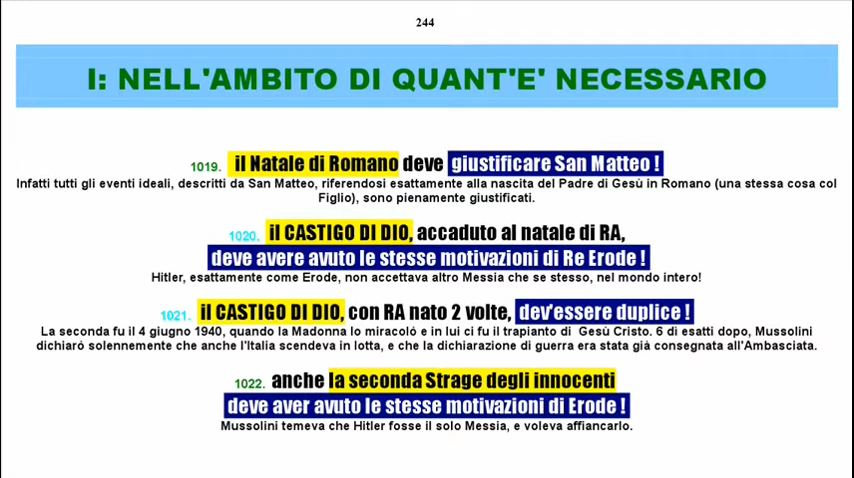 244
I: NELL'AMBITO DI QUANT'E' NECESSARIO
1019. il Natale di Romano deve giustificare San Matteo !
Infatti tutti gli eventi ideali, descritti da San Matteo, riferendosi esattamente alla nascita del Padre di Gesù in Romano (una stessa cosa col
Figlio), sono pienamente giustificati.
1020. il CASTIGO DI DIO, accaduto al natale di RA,
deve avere avuto le stesse motivazioni di Re Erode !
Hitler, esattamente come Erode, non accettava altro Messia che se stesso, nel mondo intero!
1021. il CASTIGO DI DIO, con RA nato 2 volte, dev'essere duplice !
La seconda fu il 4 giugno 1940, quando la Madonna lo miracolò e in lui ci fu il trapianto di Gesù Cristo. 6 dì esatti dopo, Mussolini
dichiarò solennemente che anche l'Italia scendeva in lotta, e che la dichiarazione di guerra era stata già consegnata all'Ambasciata.
1022. anche la seconda Strage degli innocenti
deve aver avuto le stesse motivazioni di Erode !
Mussolini temeva che Hitler fosse il solo Messia, e voleva affiancarlo.